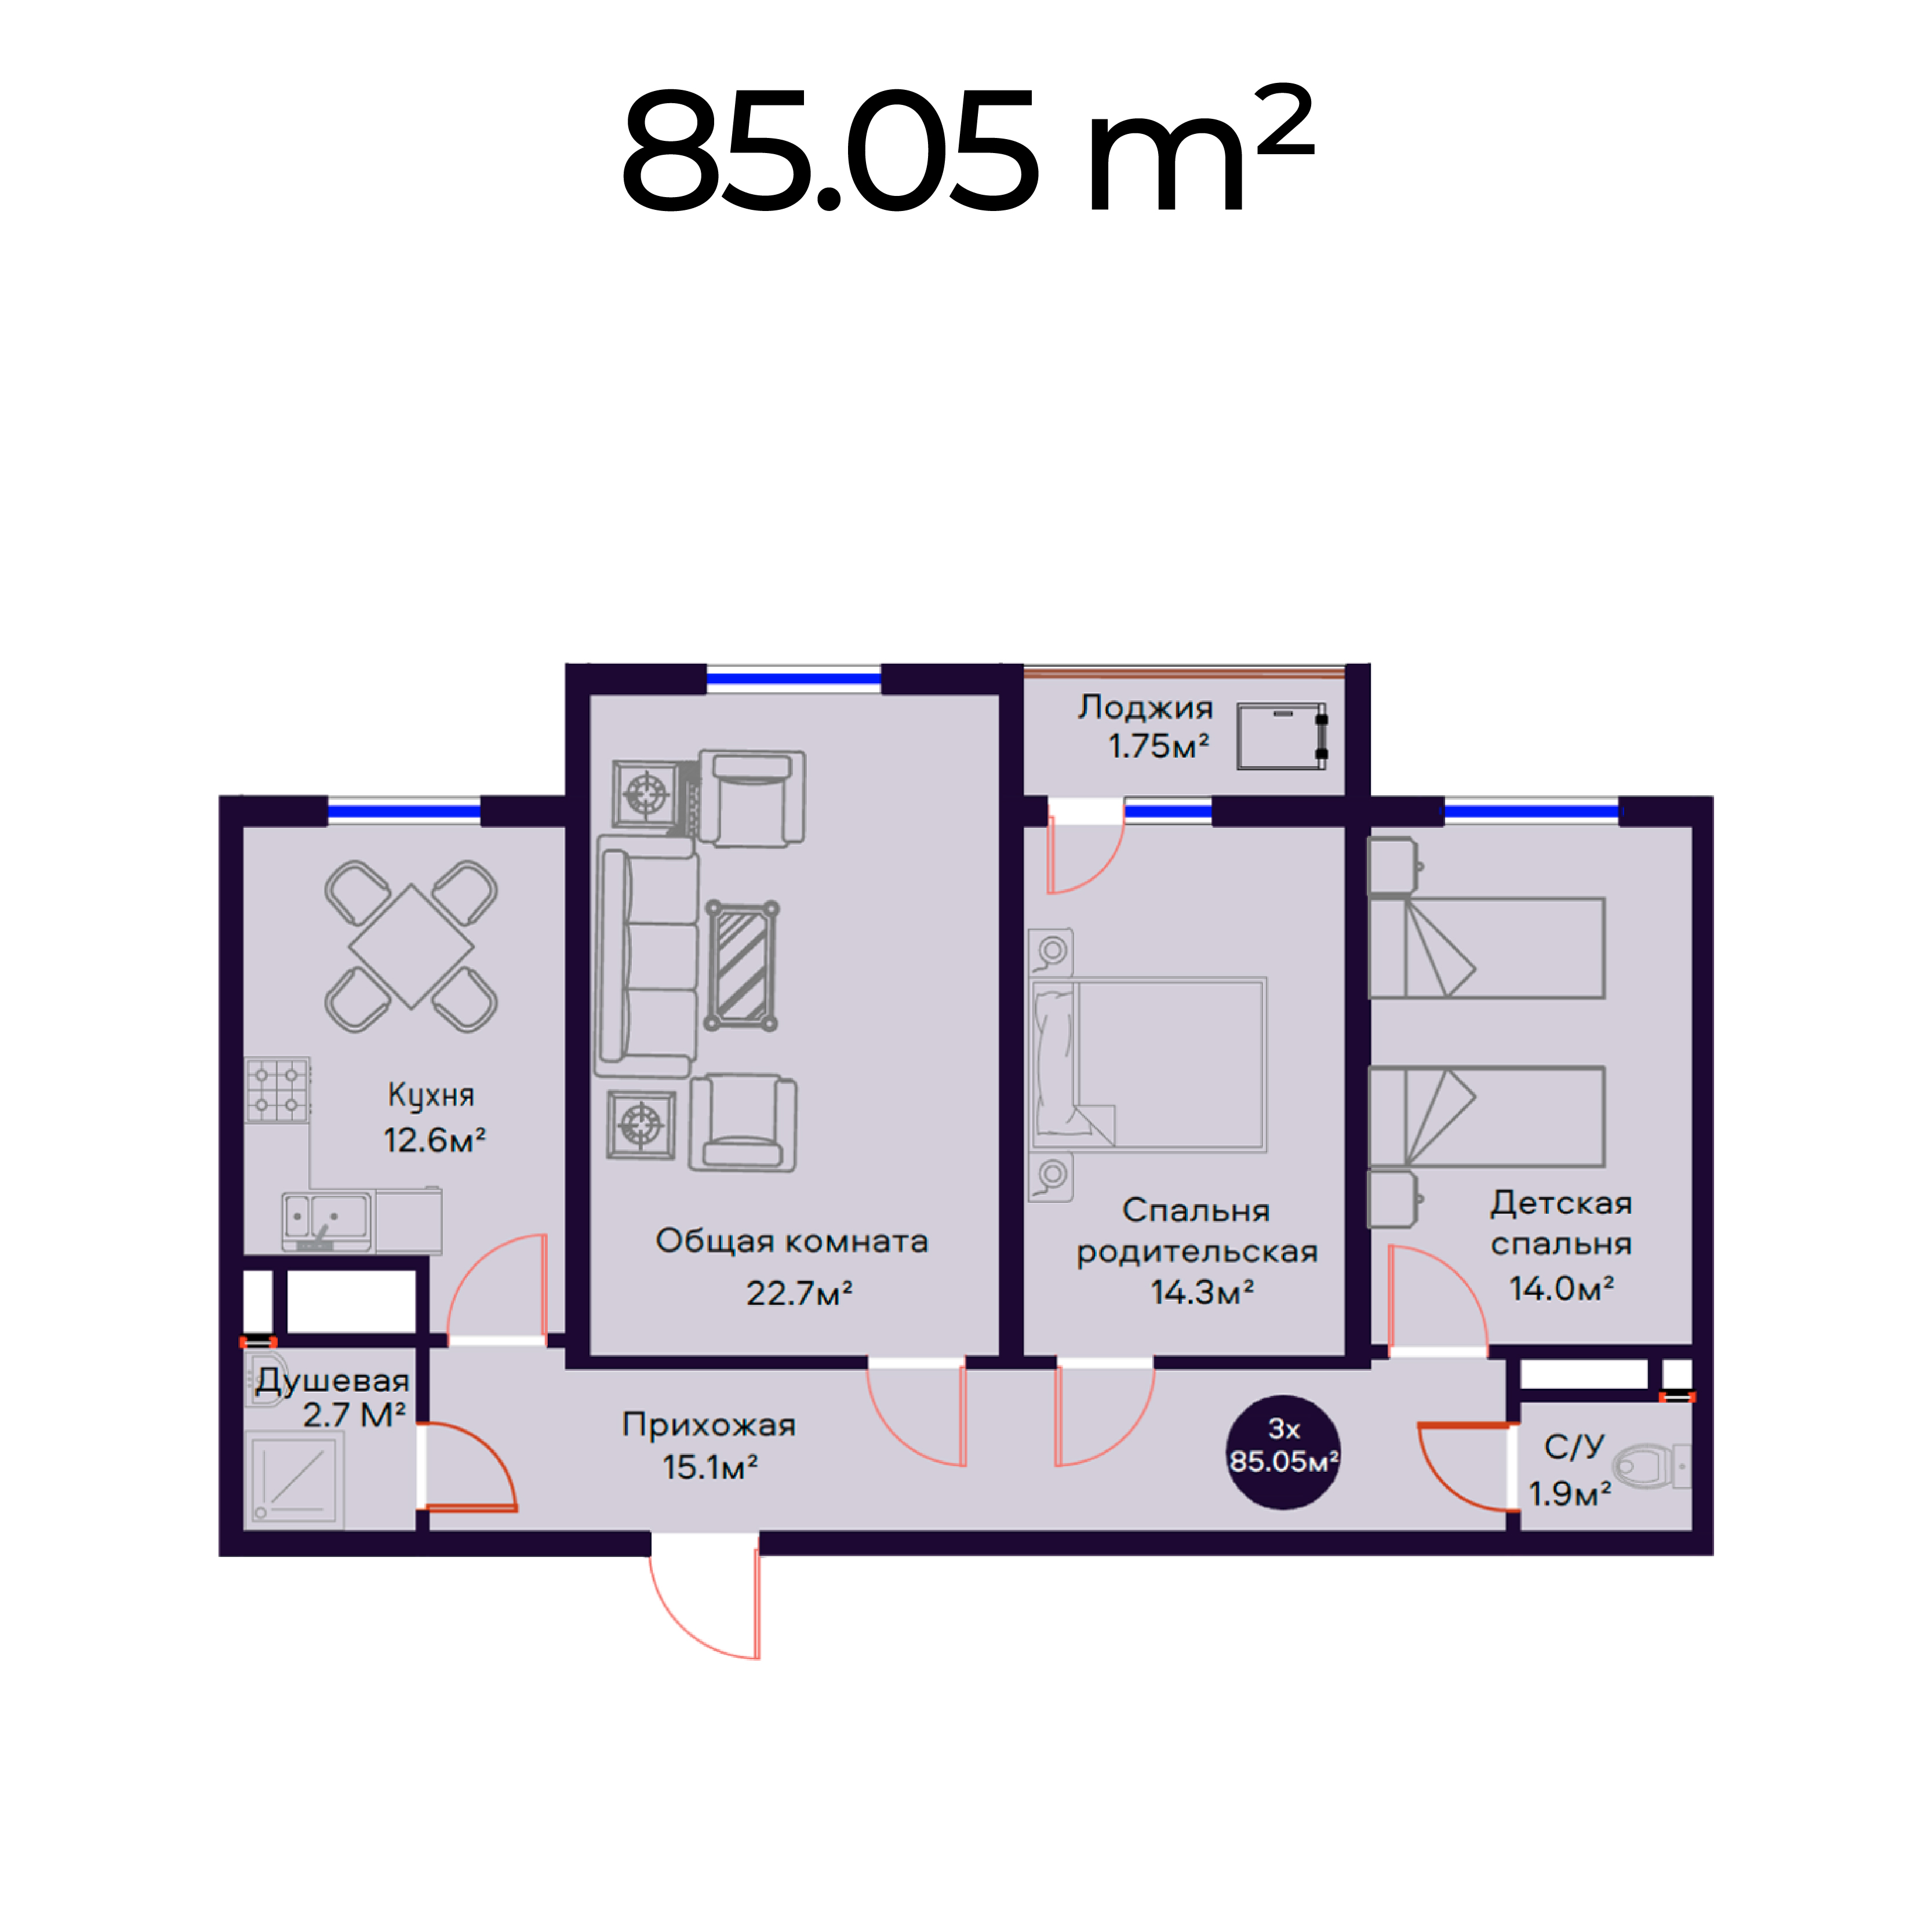 85.05 m²
Лоджия
1.75м²
Кухня
12.6м²
Общая комната
22.7м²
Спальня
родительская
14.3м²
Детская
спальня
14.0м²
Душевая
2.7 М²
Прихожая
15.1м²
3х
85.05м²
С/У
1.9м²